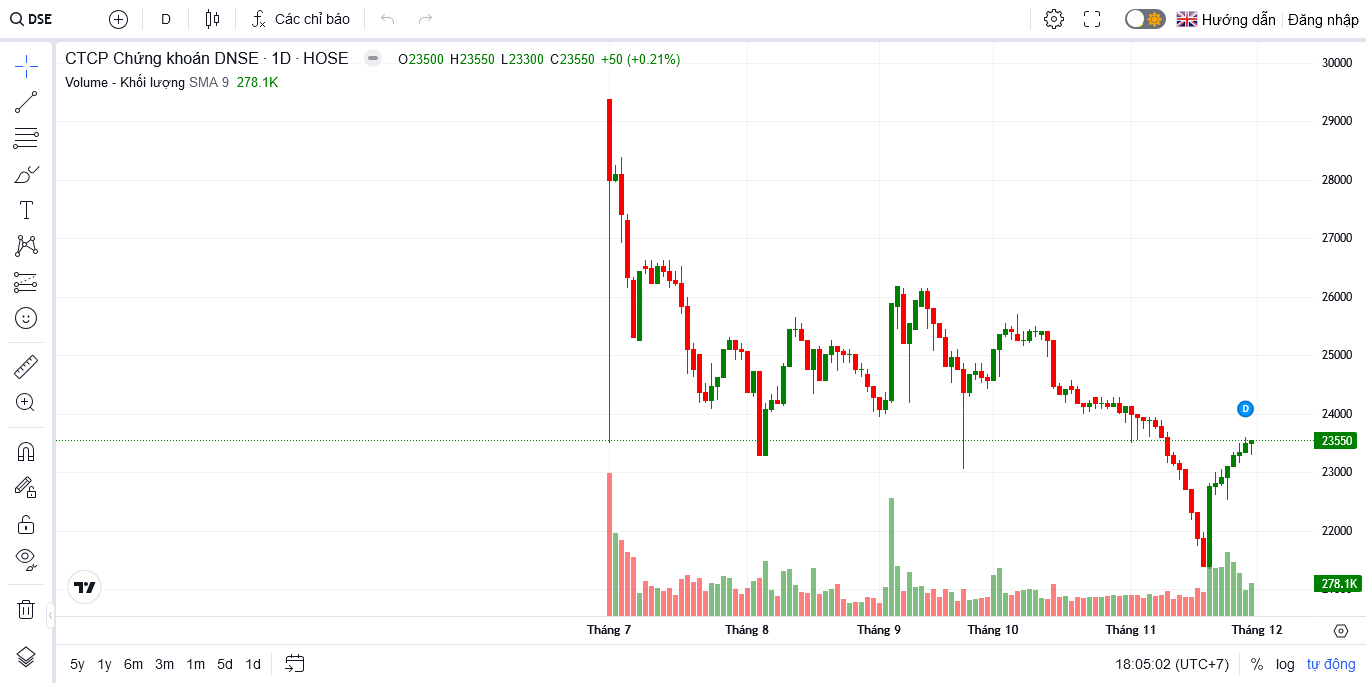 DSE D Các chỉ báo Hướng dẫn Đăng nhập
CTCP Chứng khoán DNSE · 1D · HOSE O23500 H23550 L23300 C23550 +50 (+0.21%)
Volume - Khối lượng SMA 9 278.1K
30000
29000
28000
27000
26000
25000
24000
D
23550
23000
22000
278.1K
Tháng 7 Tháng 8 Tháng 9 Tháng 10 Tháng 11 Tháng 12
5y 1y 6m 3m 1m 5d 1d 18:05:02 (UTC+7) % log tự động